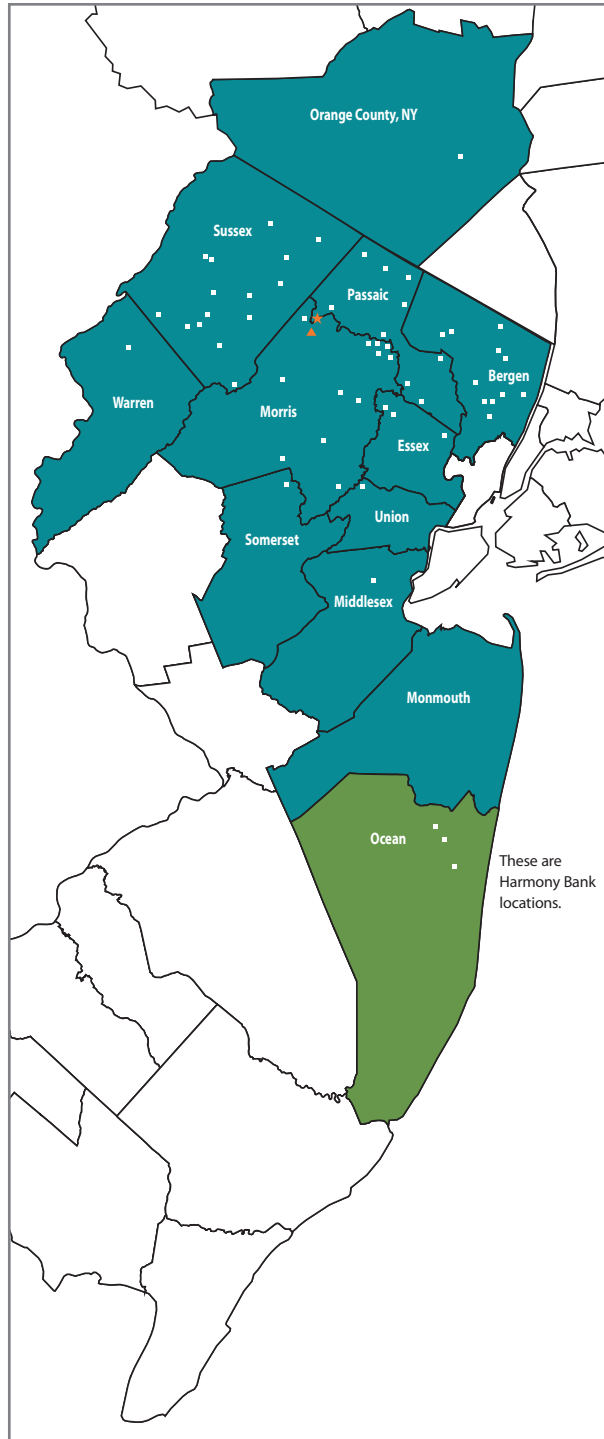 Orange County, NY
Sussex
Passaic
Bergen
Warren
Morris
Essex
Union
Somerset
Middlesex
Monmouth
Ocean
These are
Harmony Bank
locations.